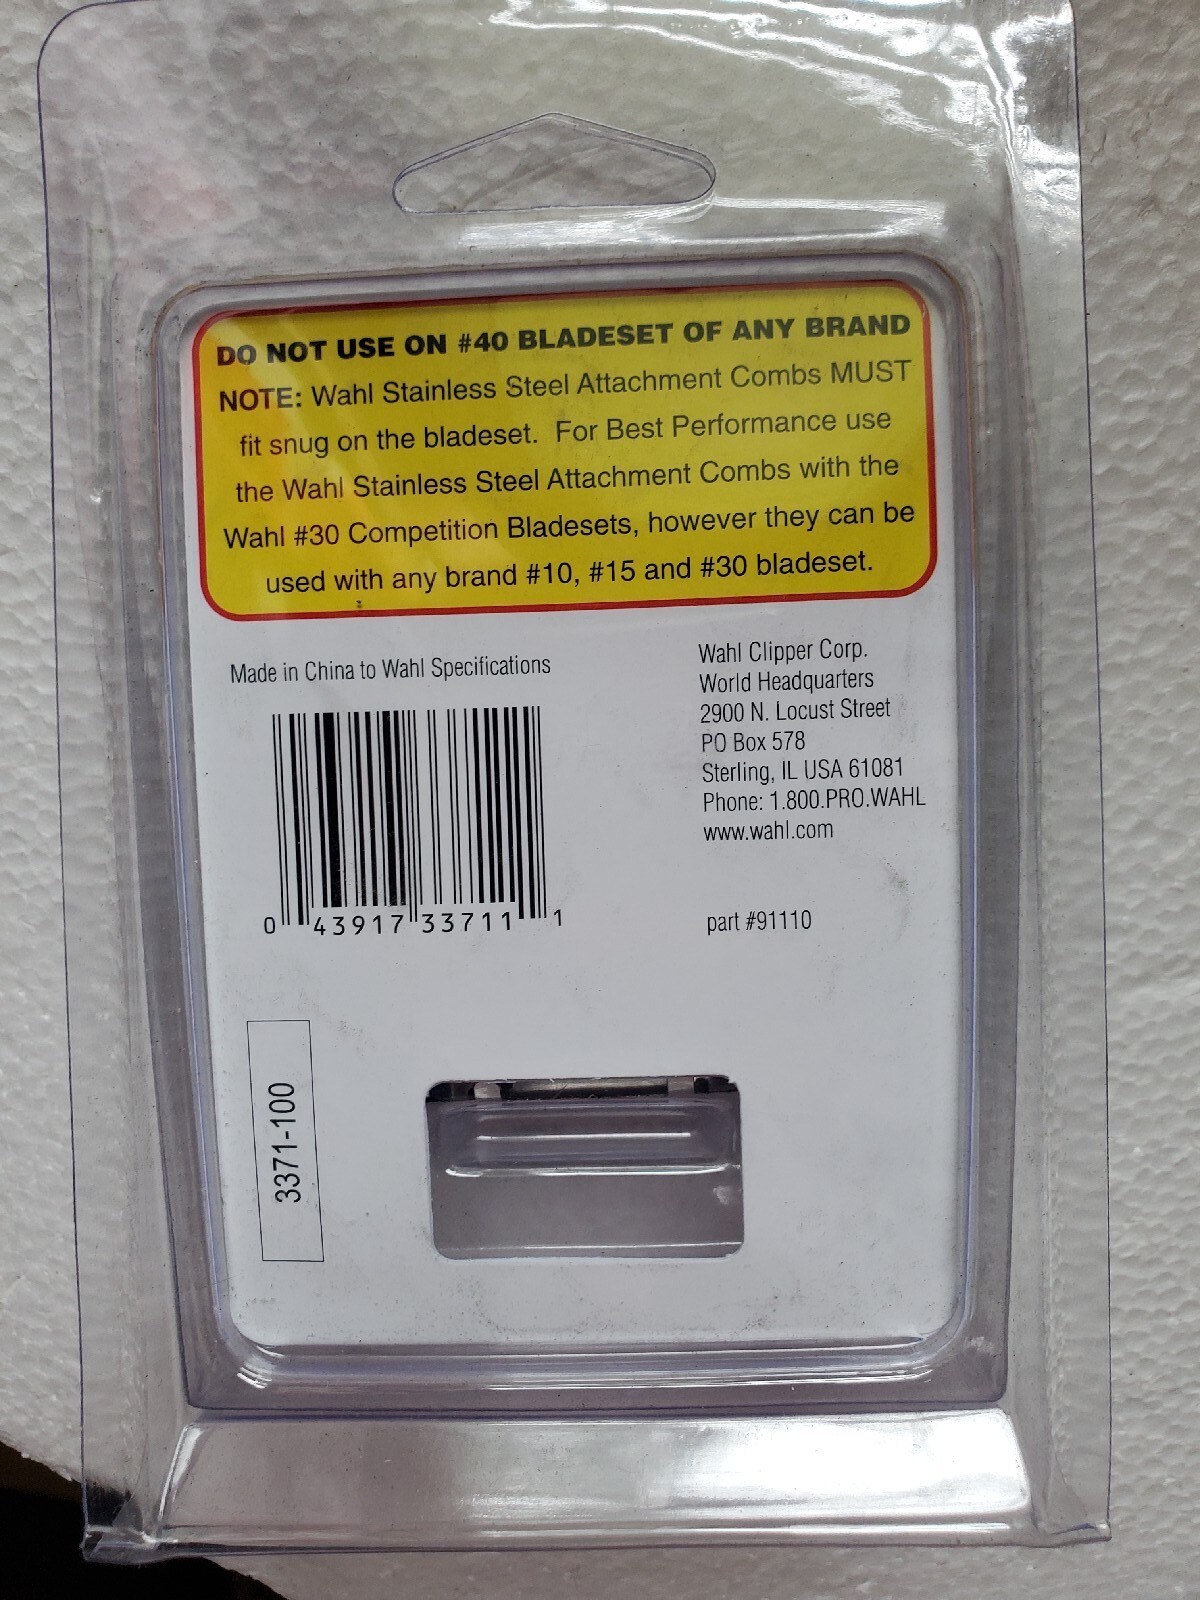 DO NOT USE ON #40 BLADESET OF ANY BRAND
NOTE: Wahl Stainless Steel Attachment Combs MUST
fit snug on the bladeset. For Best Performance use
the Wahl Stainless Steel Attachment Combs with the
Wahl #30 Competition Bladesets, however they can be
used with any brand #10, #15 and #30 bladeset.
Made in China to Wahl Specifications
0 43917 33711 1
Wahl Clipper Corp.
World Headquarters
2900 N. Locust Street
PO Box 578
Sterling, IL USA 61081
Phone: 1.800.PRO.WAHL
www.wahl.com
part #91110
3371-100